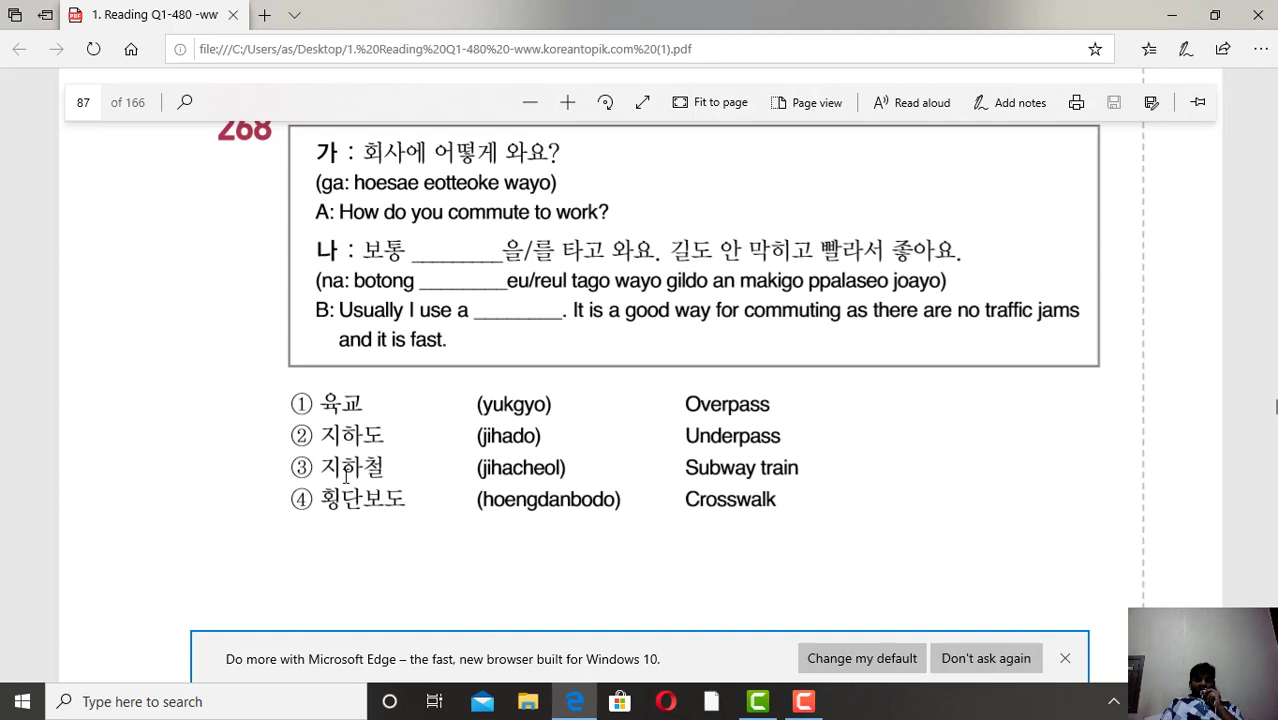 1. Reading Q1-480 -ww
file:///C:/Users/as/Desktop/1.%20Reading%20Q1-480%20-www.koreantopik.com%20(1).pdf
87 of 166
Fit to page
Page view
Read aloud
Add notes
268
가 : 회사에 어떻게 와요?
(ga: hoesae eotteoke wayo)
A: How do you commute to work?
나 : 보통 _________을/를 타고 와요. 길도 안 막히고 빨라서 좋아요.
(na: botong ________eu/reul tago wayo gildo an makigo ppalaseo joayo)
B: Usually I use a ________. It is a good way for commuting as there are no traffic jams
and it is fast.
① 육교 (yukgyo) Overpass
② 지하도 (jihado) Underpass
③ 지하철 (jihacheol) Subway train
④ 횡단보도 (hoengdanbodo) Crosswalk
Do more with Microsoft Edge – the fast, new browser built for Windows 10.
Change my default
Don't ask again
Type here to search